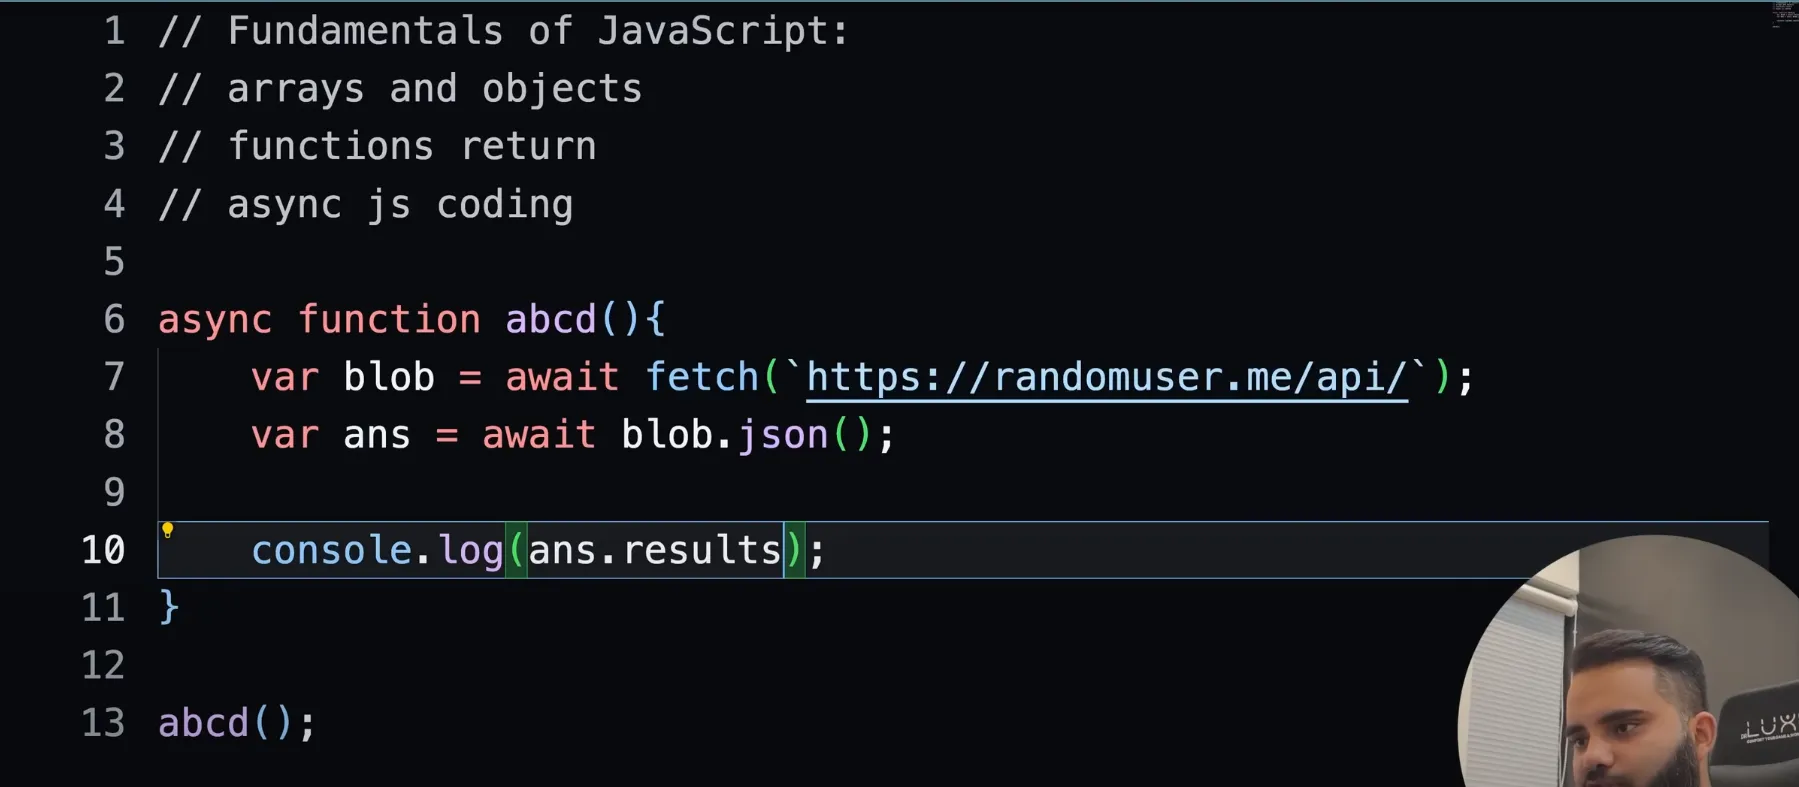 1 // Fundamentals of JavaScript:
2 // arrays and objects
3 // functions return
4 // async js coding
5
6 async function abcd(){
7     var blob = await fetch(`https://randomuser.me/api/`);
8     var ans = await blob.json();
9
10     console.log(ans.results);
11 }
12
13 abcd();